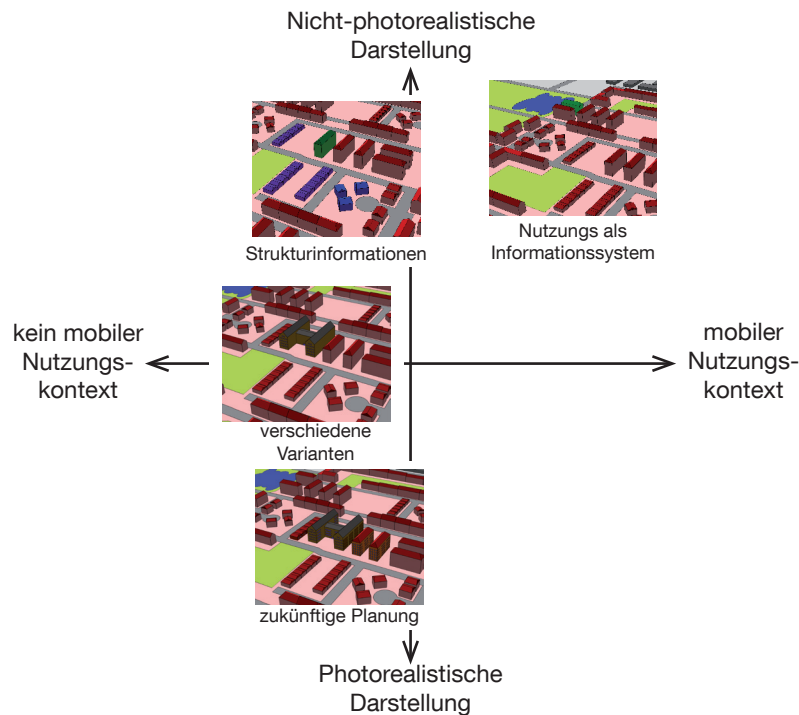 Nicht-photorealistische
Darstellung
Strukturinformationen
Nutzungs als
Informationssystem
kein mobiler
Nutzungs-
kontext
mobiler
Nutzungs-
kontext
verschiedene
Varianten
zukünftige Planung
Photorealistische
Darstellung